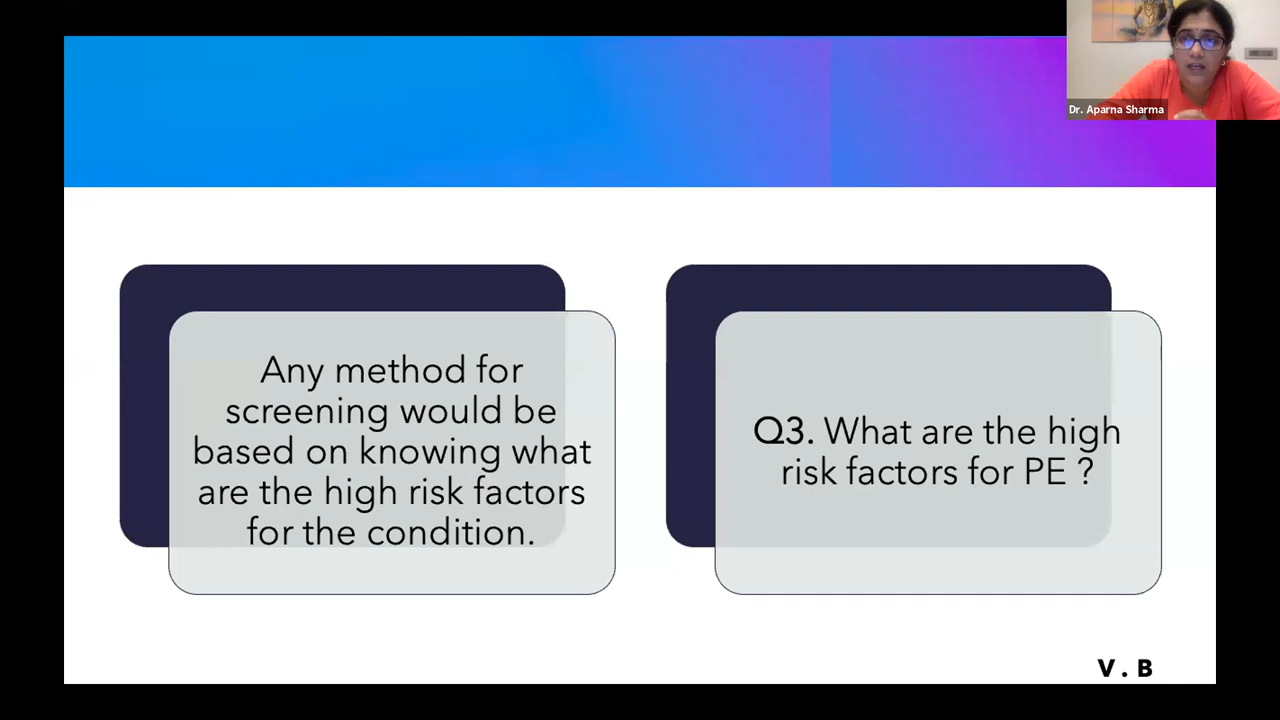 Dr. Aparna Sharma
Any method for
screening would be
based on knowing what
are the high risk factors
for the condition.
Q3. What are the high
risk factors for PE ?
V . B